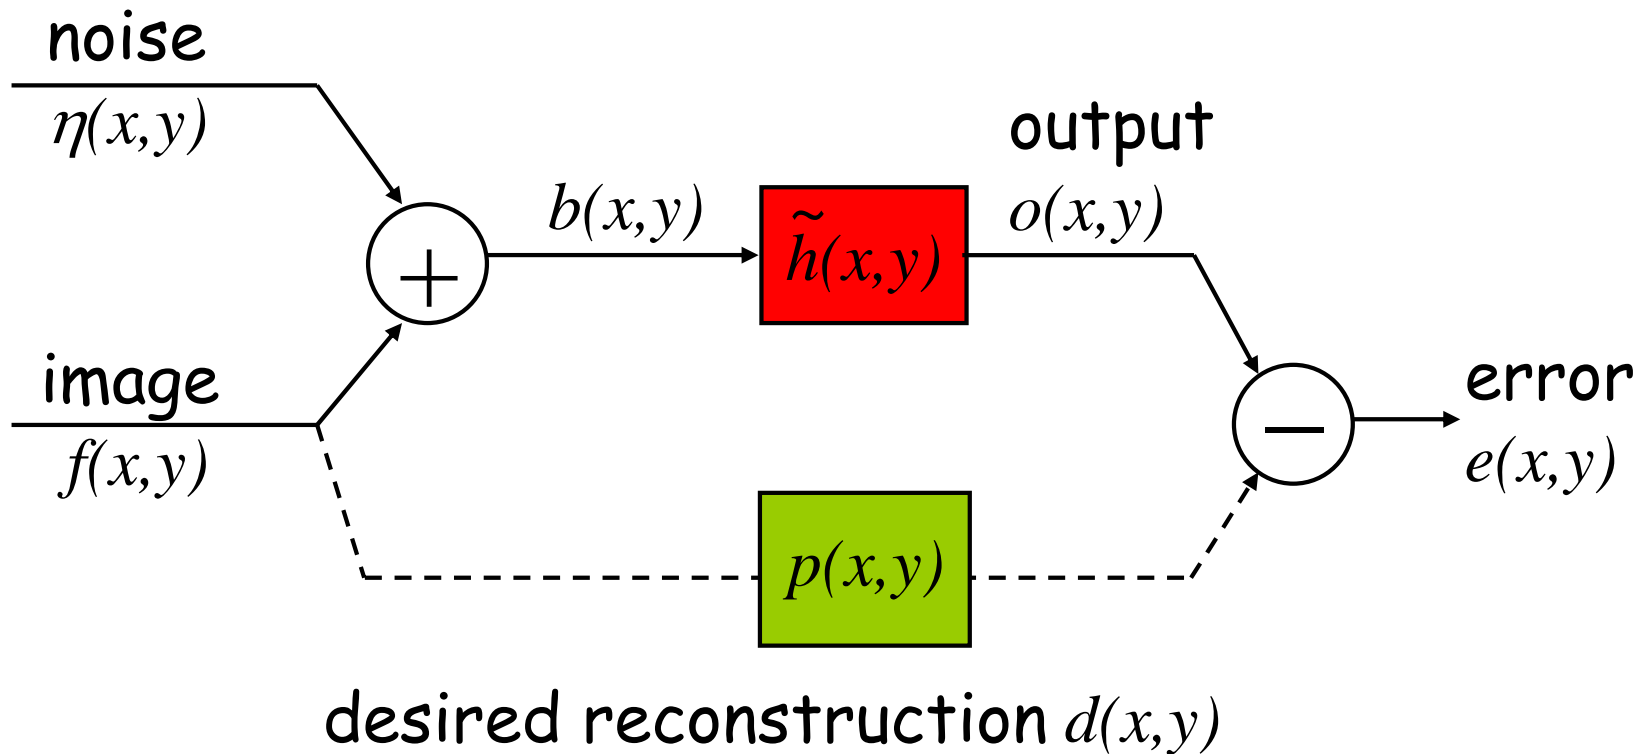 noise
η(x,y)
output
b(x,y)
h̃(x,y)
o(x,y)
+
image
f(x,y)
error
e(x,y)
−
p(x,y)
desired reconstruction d(x,y)